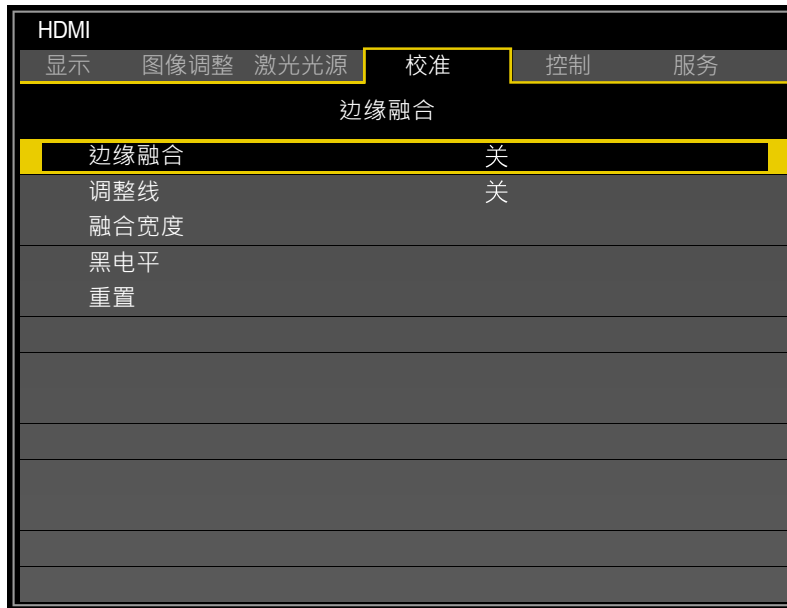 HDMI
显示 图像调整 激光光源 校准 控制 服务
边缘融合
边缘融合 关
调整线 关
融合宽度
黑电平
重置